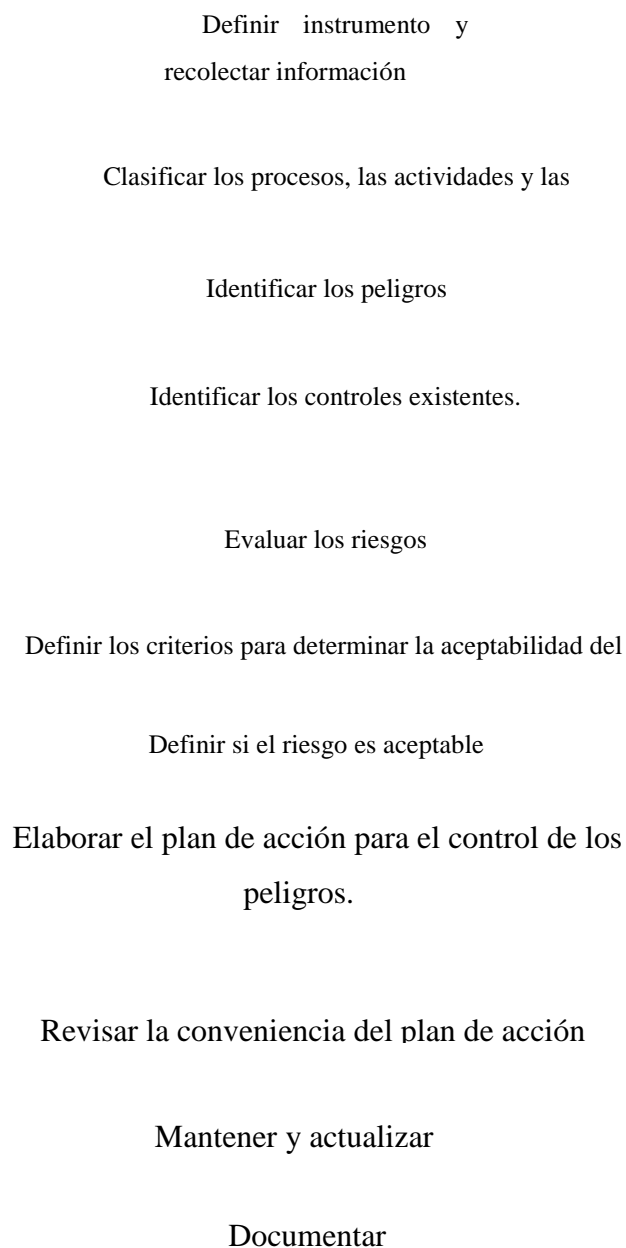 Definir instrumento y
recolectar información
Clasificar los procesos, las actividades y las
Identificar los peligros
Identificar los controles existentes.
Evaluar los riesgos
Definir los criterios para determinar la aceptabilidad del
Definir si el riesgo es aceptable
Elaborar el plan de acción para el control de los
peligros.
Revisar la conveniencia del plan de acción
Mantener y actualizar
Documentar